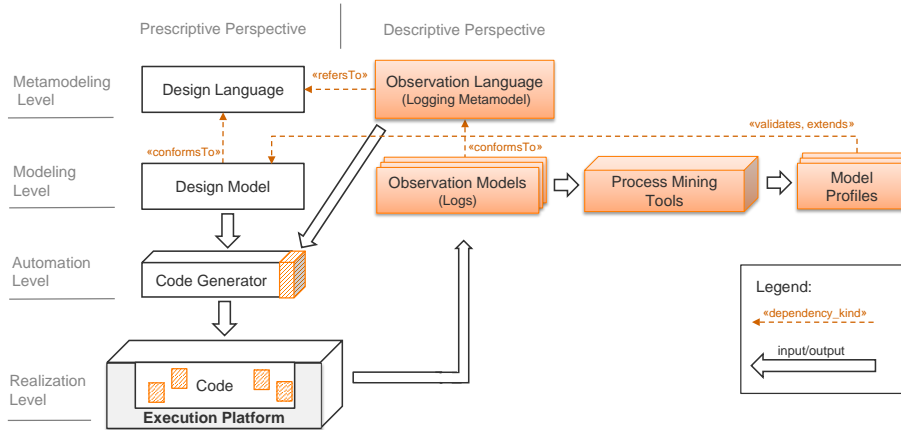 Prescriptive Perspective
Descriptive Perspective
Metamodeling
Level
Design Language
«refersTo»
Observation Language
(Logging Metamodel)
«conformsTo»
«conformsTo»
«validates, extends»
Modeling
Level
Design Model
Observation Models
(Logs)
Process Mining
Tools
Model
Profiles
Automation
Level
Code Generator
Legend:
«dependency_kind»
input/output
Realization
Level
Code
Execution Platform